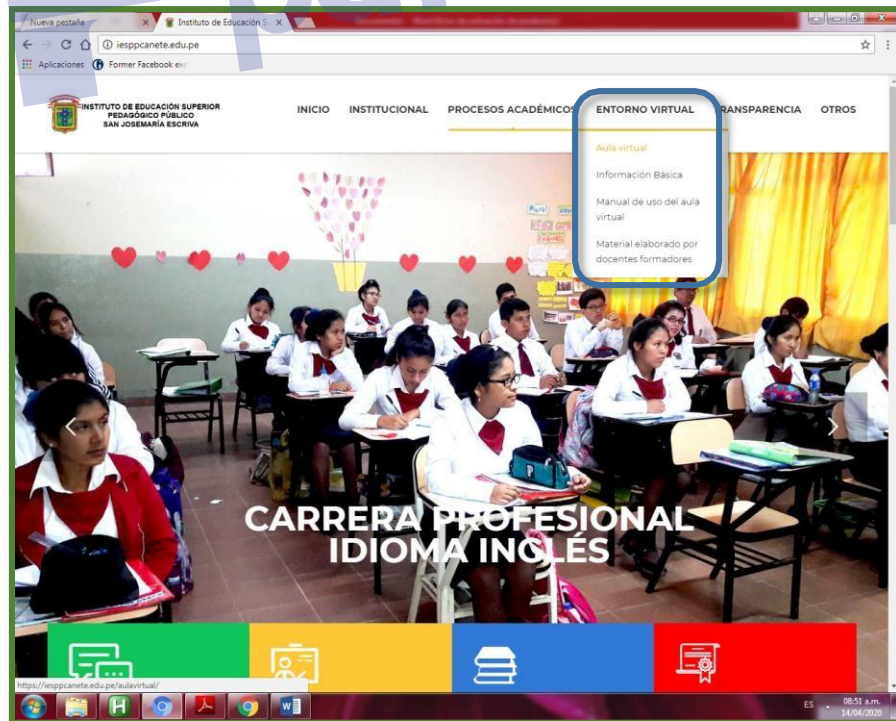 Nueva pestaña
Instituto de Educación S
iesppcanete.edu.pe
Aplicaciones
Former Facebook exe
INSTITUTO DE EDUCACIÓN SUPERIOR
PEDAGÓGICO PÚBLICO
SAN JOSEMARÍA ESCRIVA
INICIO INSTITUCIONAL PROCESOS ACADÉMICOS ENTORNO VIRTUAL TRANSPARENCIA OTROS
Aula virtual
Información Básica
Manual de uso del aula
virtual
Material elaborado por
docentes formadores
CARRERA PROFESIONAL
IDIOMA INGLÉS
https://iesppcanete.edu.pe/aulavirtual/
ES
08:51 a.m.
14/04/2020